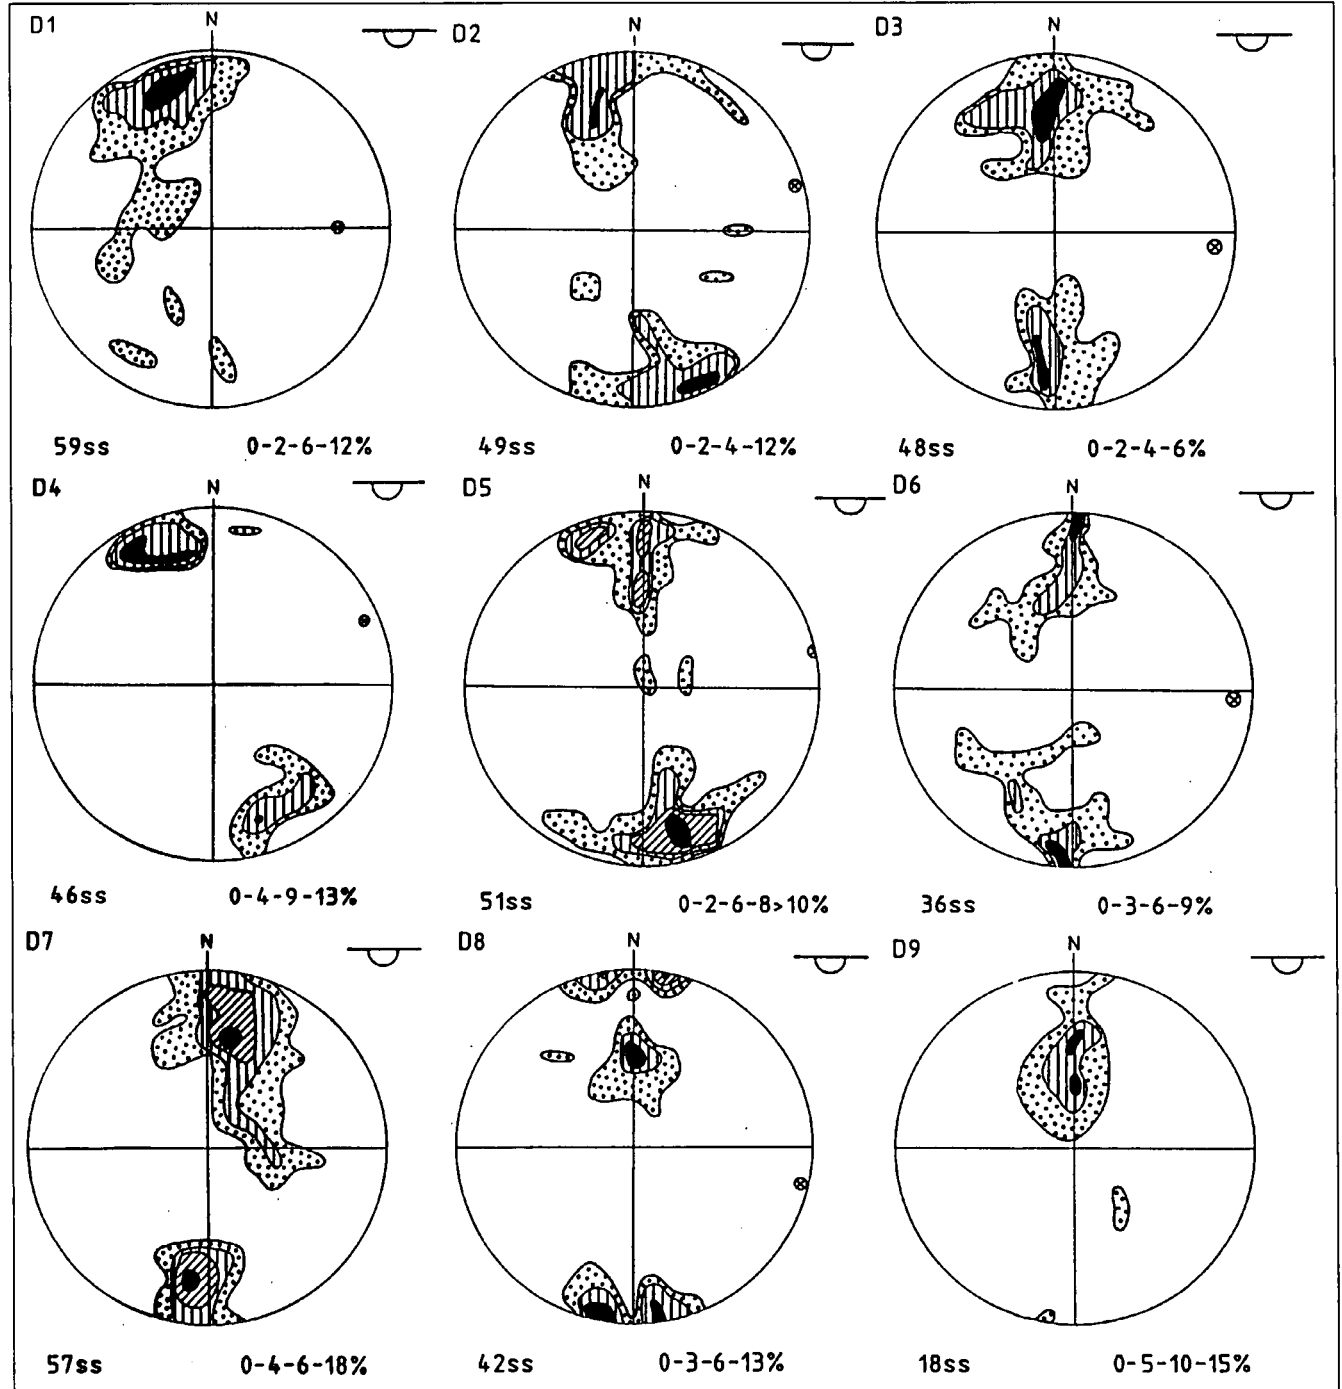 D1 N D2 N D3 N
59ss 0-2-6-12% 49ss 0-2-4-12% 48ss 0-2-4-6%
D4 N D5 N D6 N
46ss 0-4-9-13% 51ss 0-2-6-8>10% 36ss 0-3-6-9%
D7 N D8 N D9 N
57ss 0-4-6-18% 42ss 0-3-6-13% 18ss 0-5-10-15%